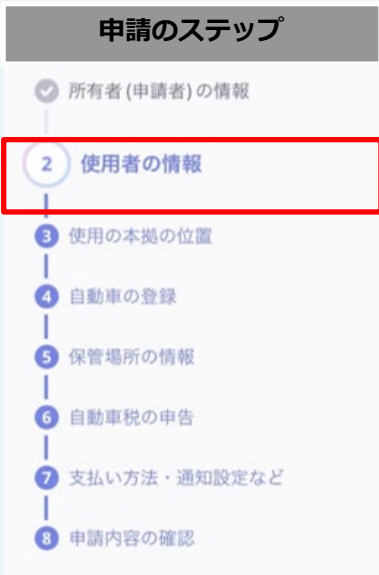 申請のステップ
所有者 (申請者) の情報
2 使用者の情報
3 使用の本拠の位置
4 自動車の登録
5 保管場所の情報
6 自動車税の申告
7 支払い方法・通知設定など
8 申請内容の確認